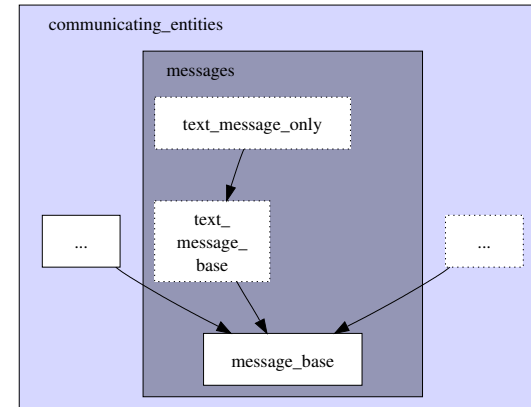 communicating_entities
messages
text_message_only
text_
message_
base
...
...
message_base